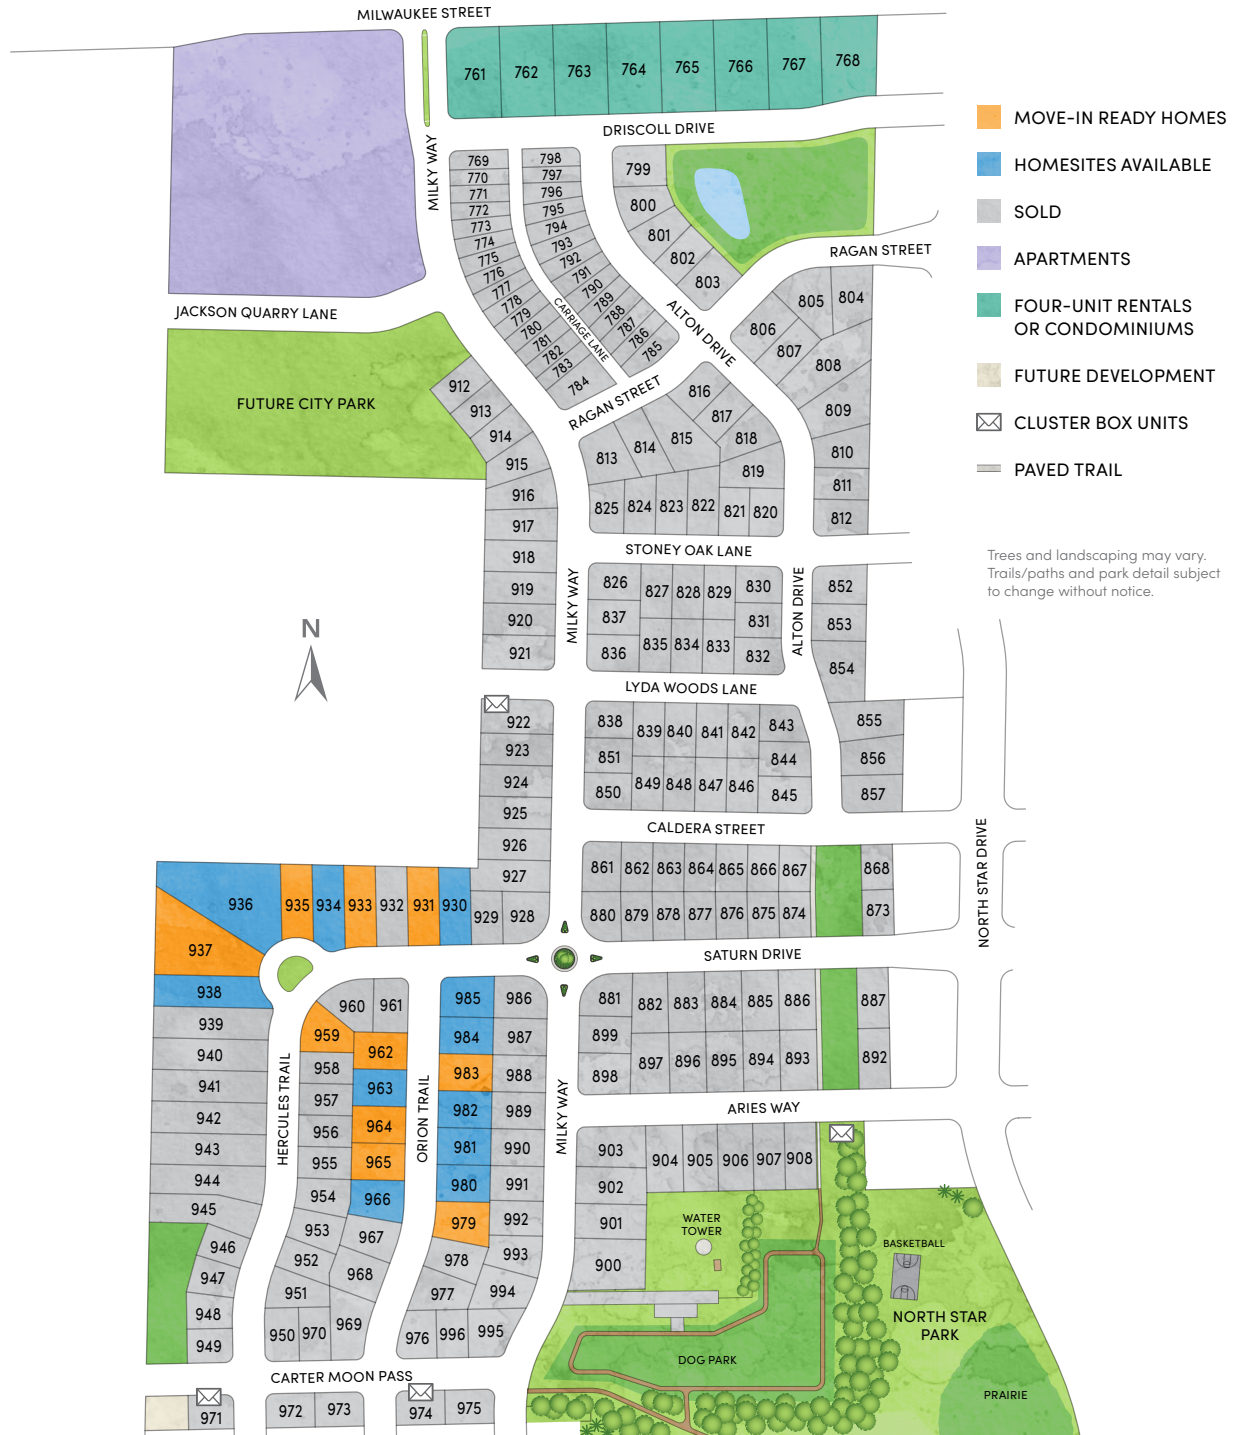 MILWAUKEE STREET
761 762 763 764 765 766 767 768
DRISCOLL DRIVE
MILKY WAY
769
770
771
772
773
774
775
776
777
778
779
780
781
782
783
784
798
797
796
795
794
793
792
791
790
789
788
787
786
785
CARRIAGE LANE
799
800
801
802
803
ALTON DRIVE
RAGAN STREET
804
805
806
807
808
809
810
811
812
JACKSON QUARRY LANE
FUTURE CITY PARK
RAGAN STREET
816
817
818
819
815
814
813
825 824 823 822 821 820
912
913
914
915
916
917
918
919
920
921
STONEY OAK LANE
MILKY WAY
826 827 828 829 830
837 831
836 835 834 833 832
ALTON DRIVE
852
853
854
855
856
857
LYDA WOODS LANE
838 839 840 841 842 843
851 844
850 849 848 847 846 845
922
923
924
925
926
927
929 928
CALDERA STREET
861 862 863 864 865 866 867 868
880 879 878 877 876 875 874 873
NORTH STAR DRIVE
936 935 934 933 932 931 930
937
938
939
940
941
942
943
944
945
946
947
948
949
SATURN DRIVE
881 882 883 884 885 886 887
899
898 897 896 895 894 893 892
960 961
959 962
958 963
957 964
956 965
955 966
954 967
953 968
952 969
951
950 970
HERCULES TRAIL
ORION TRAIL
985 986
984 987
983 988
982 989
981 990
980 991
979 992
978 993
977 994
976 996 995
MILKY WAY
ARIES WAY
903 904 905 906 907 908
902
901
900
WATER
TOWER
BASKETBALL
NORTH STAR
PARK
DOG PARK
PRAIRIE
CARTER MOON PASS
971 972 973 974 975
N
MOVE-IN READY HOMES
HOMESITES AVAILABLE
SOLD
APARTMENTS
FOUR-UNIT RENTALS
OR CONDOMINIUMS
FUTURE DEVELOPMENT
CLUSTER BOX UNITS
PAVED TRAIL
Trees and landscaping may vary.
Trails/paths and park detail subject
to change without notice.